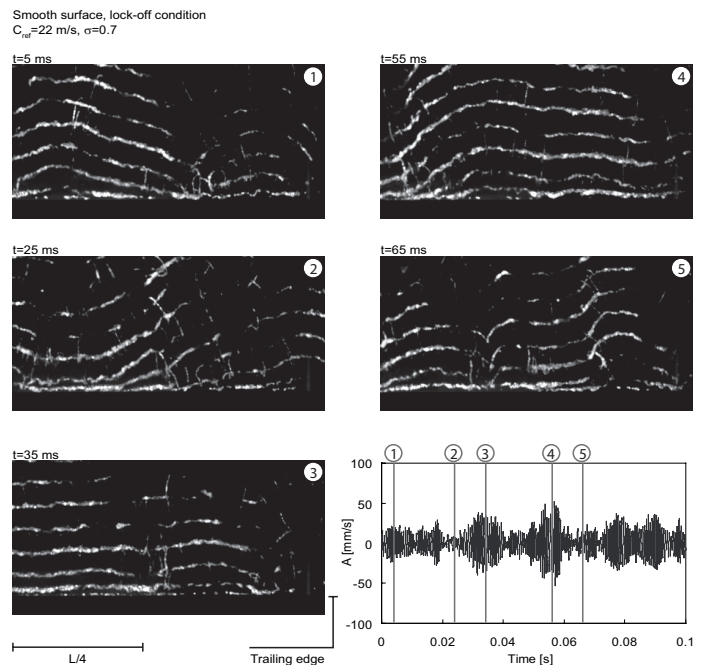 Smooth surface, lock-off condition
Cref=22 m/s, σ=0.7
t=5 ms
1
t=55 ms
4
t=25 ms
2
t=65 ms
5
t=35 ms
3
1 2 3 4 5
100
50
0
-50
-100
A [mm/s]
0 0.02 0.04 0.06 0.08 0.1
Time [s]
L/4
Trailing edge